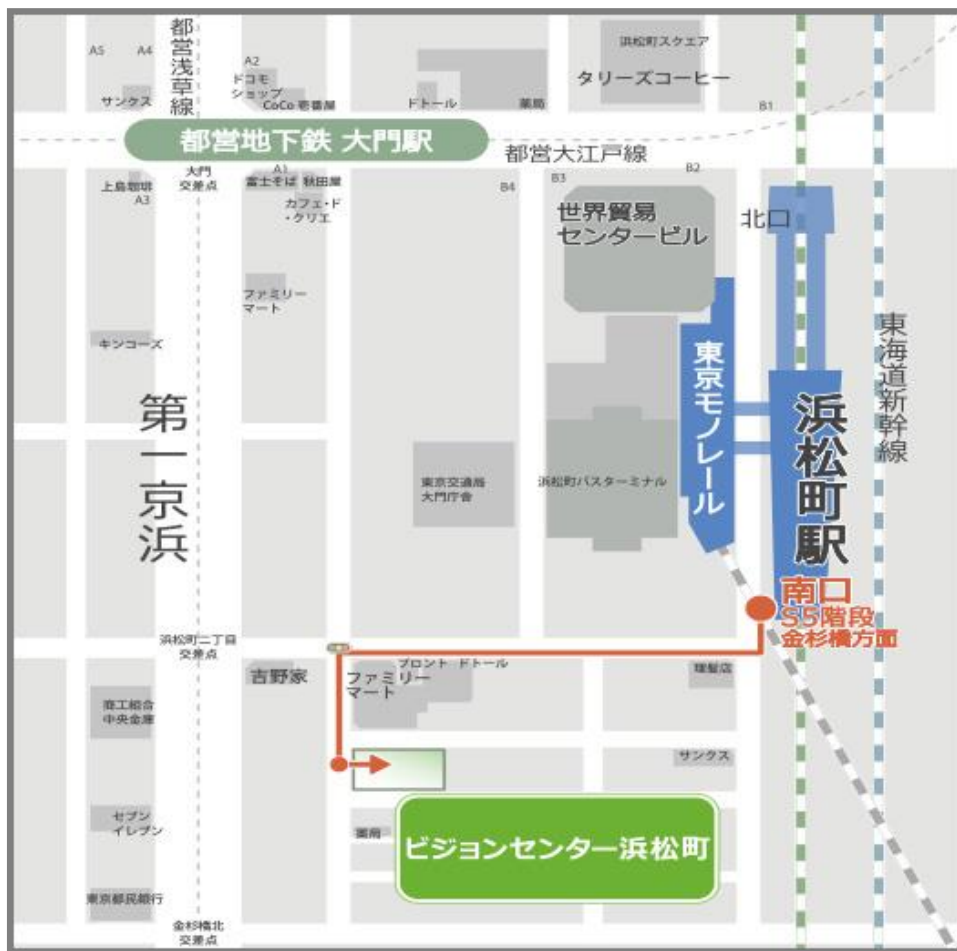 都営浅草線
A5
A4
A2
ドコモ
ショップ
サンクス
CoCo壱番屋
ドトール
薬局
浜松町スクエア
タリーズコーヒー
B1
都営地下鉄 大門駅
都営大江戸線
大門
交差点
上島珈琲
A3
A1
富士そば
秋田屋
カフェ・ド
・クリエ
B4
B3
B2
世界貿易
センタービル
北口
ファミリー
マート
キンコーズ
第一京浜
東京モノレール
浜松町駅
東海道新幹線
東京交通局
大門庁舎
浜松町バスターミナル
南口
S5階段
金杉橋方面
浜松町二丁目
交差点
吉野家
ファミリー
マート
プロント ドトール
理髪店
商工組合
中央金庫
サンクス
セブン
イレブン
薬局
ビジョンセンター浜松町
東京都民銀行
金杉橋北
交差点